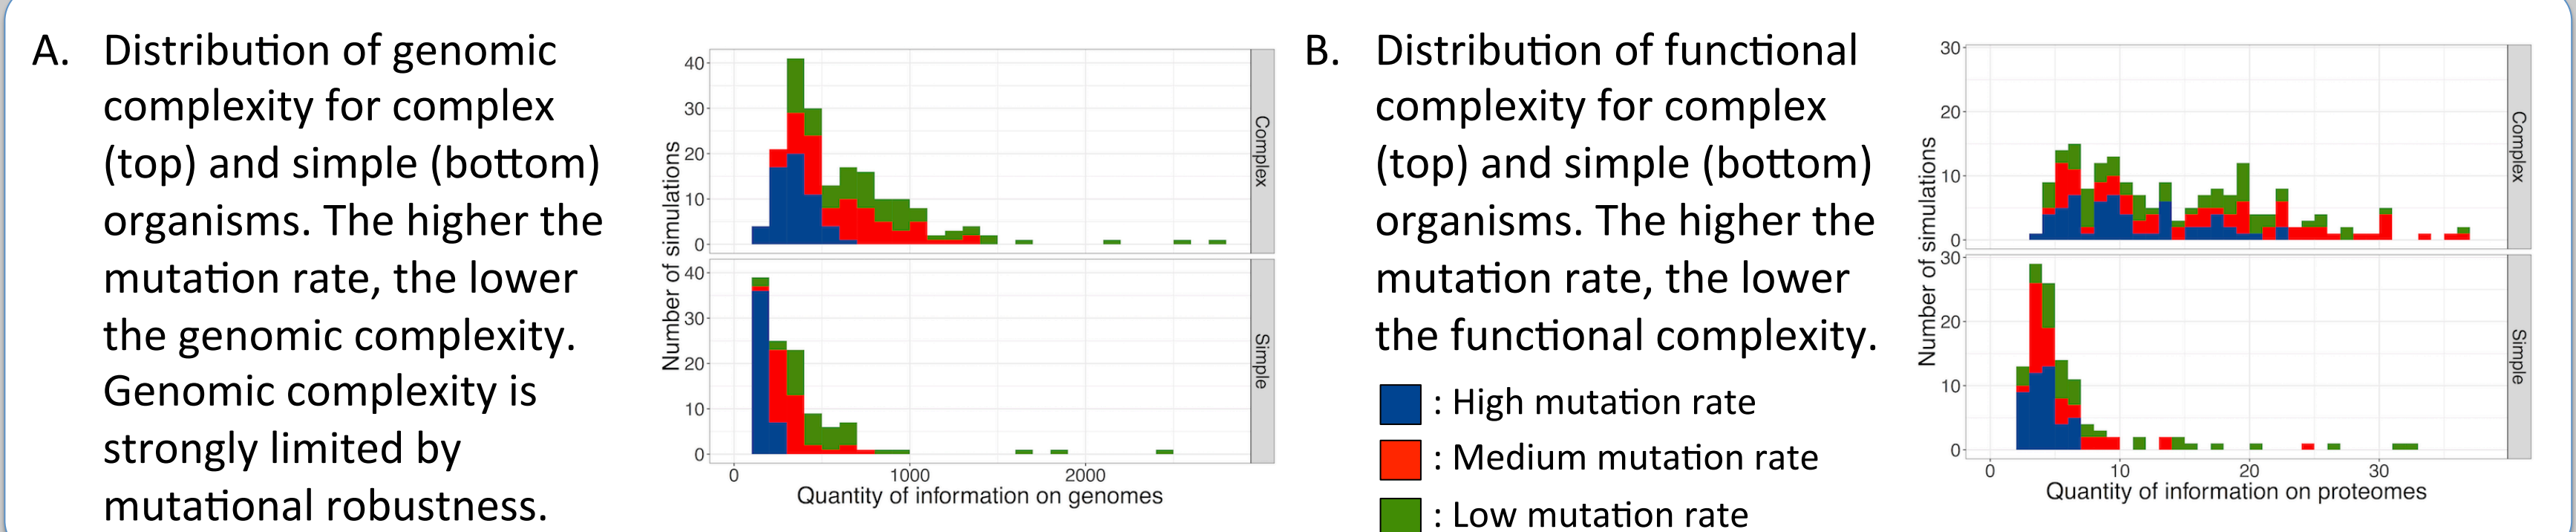 A. Distribution of genomic
complexity for complex
(top) and simple (bottom)
organisms. The higher the
mutation rate, the lower
the genomic complexity.
Genomic complexity is
strongly limited by
mutational robustness.
Number of simulations
40
30
20
10
0
Complex
40
30
20
10
0
Simple
0 1000 2000
Quantity of information on genomes
B. Distribution of functional
complexity for complex
(top) and simple (bottom)
organisms. The higher the
mutation rate, the lower
the functional complexity.
: High mutation rate
: Medium mutation rate
: Low mutation rate
Number of simulations
30
20
10
0
Complex
30
20
10
0
Simple
0 10 20 30
Quantity of information on proteomes